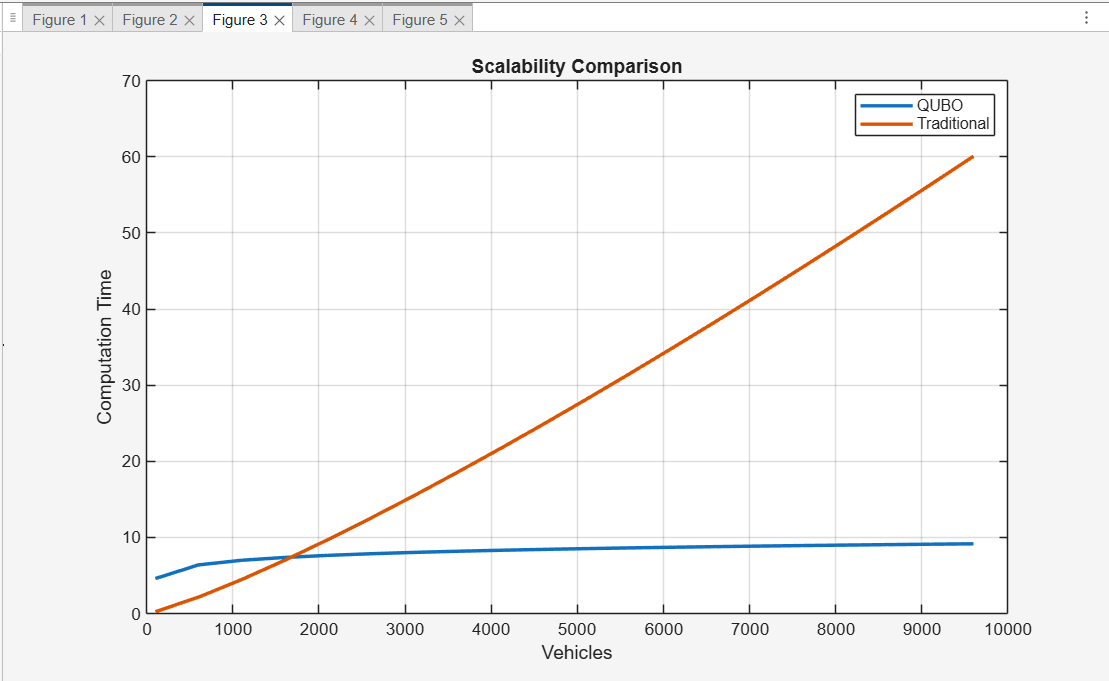 Figure 1 Figure 2 Figure 3 Figure 4 Figure 5
Scalability Comparison
QUBO
Traditional
70
60
50
40
30
20
10
0
Computation Time
0 1000 2000 3000 4000 5000 6000 7000 8000 9000 10000
Vehicles